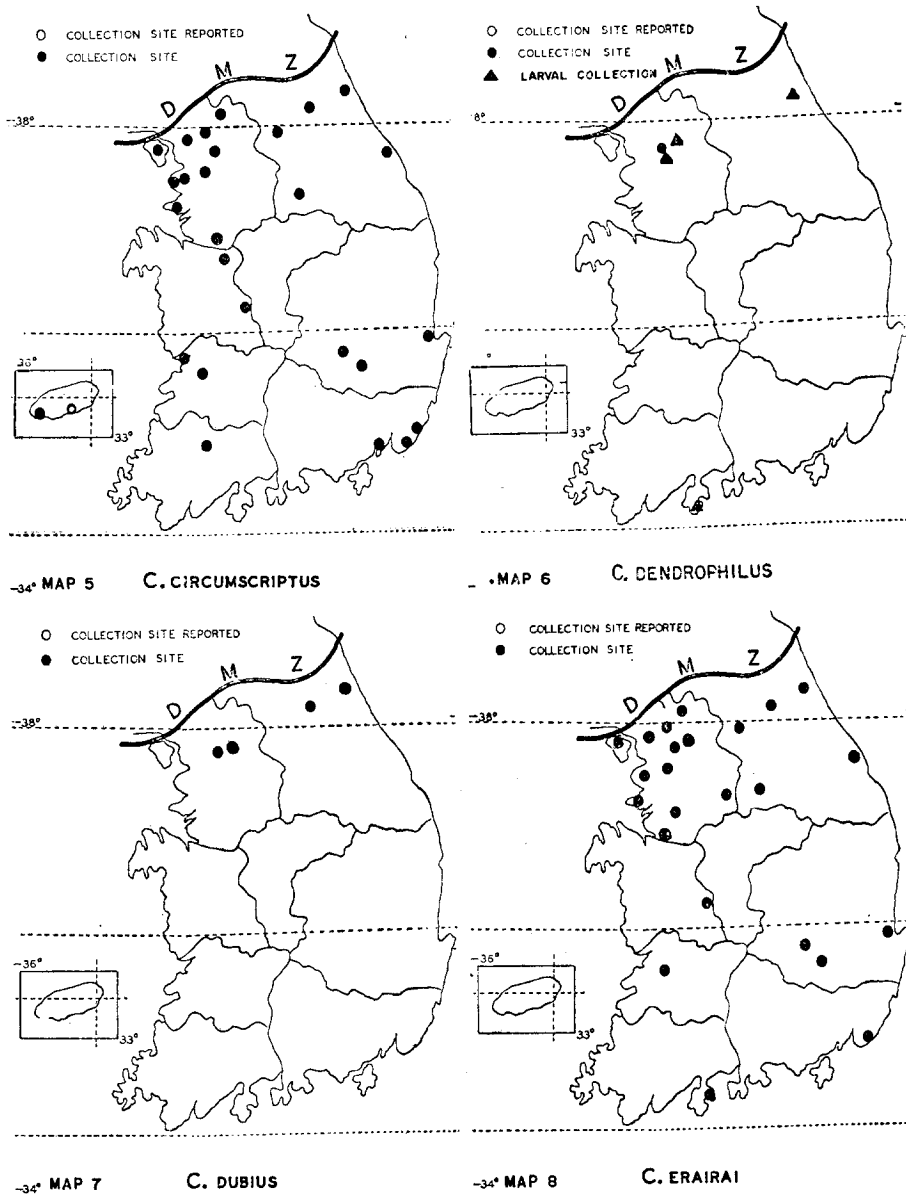 ○ COLLECTION SITE REPORTED
● COLLECTION SITE
D M Z
-38°
36°
33°
-34° MAP 5 C. CIRCUMSCRIPTUS
○ COLLECTION SITE REPORTED
● COLLECTION SITE
▲ LARVAL COLLECTION
D M Z
8°
33°
MAP 6 C. DENDROPHILUS
○ COLLECTION SITE REPORTED
● COLLECTION SITE
D M Z
-38°
-36°
33°
-34° MAP 7 C. DUBIUS
○ COLLECTION SITE REPORTED
● COLLECTION SITE
D M Z
-38°
-36°
33°
-34° MAP 8 C. ERAIRAI